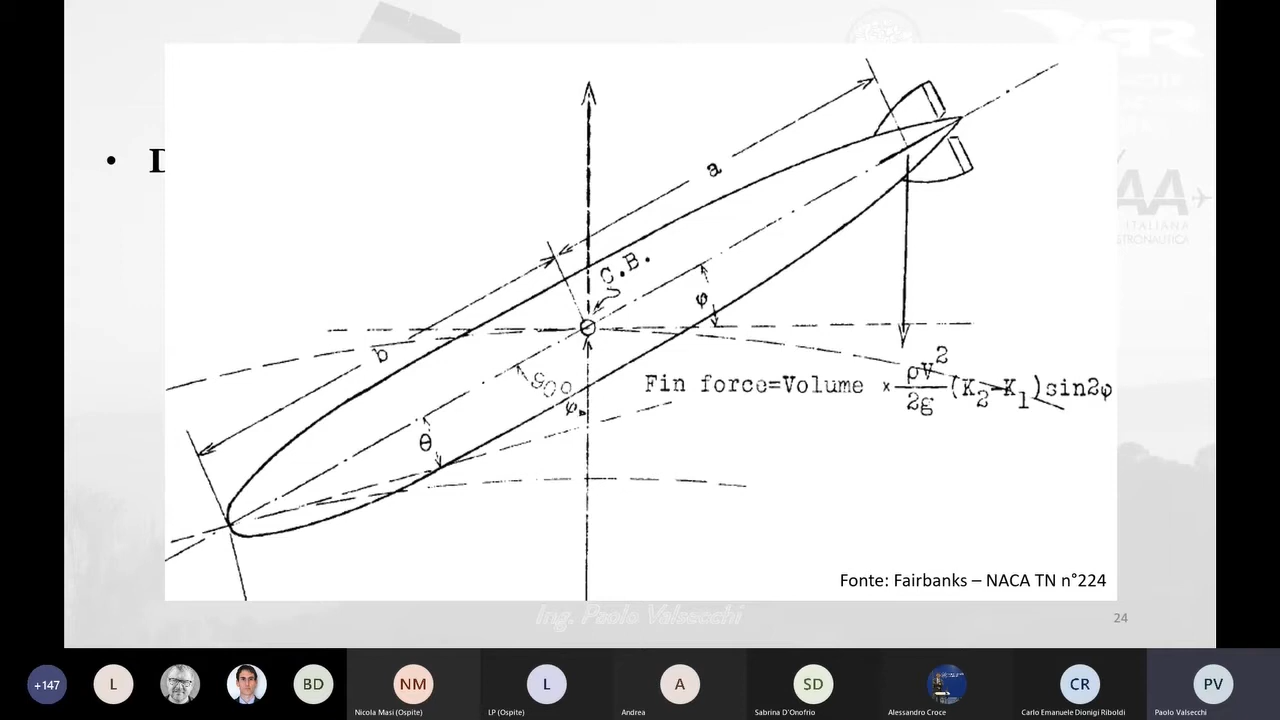 • D
a
C.B.
φ
b
90°
φ
θ
Fin force=Volume × ρV²/2g (K₂-K₁)sin2φ
Fonte: Fairbanks – NACA TN n°224
AA
ITALIANA
Ing. Paolo Valsecchi
24
+147
L
BD
NM
L
A
SD
CR
PV
Nicola Masi (Ospite)
LP (Ospite)
Andrea
Sabrina D'Onofrio
Alessandro Croce
Carlo Emanuele Dionigi Riboldi
Paolo Valsecchi